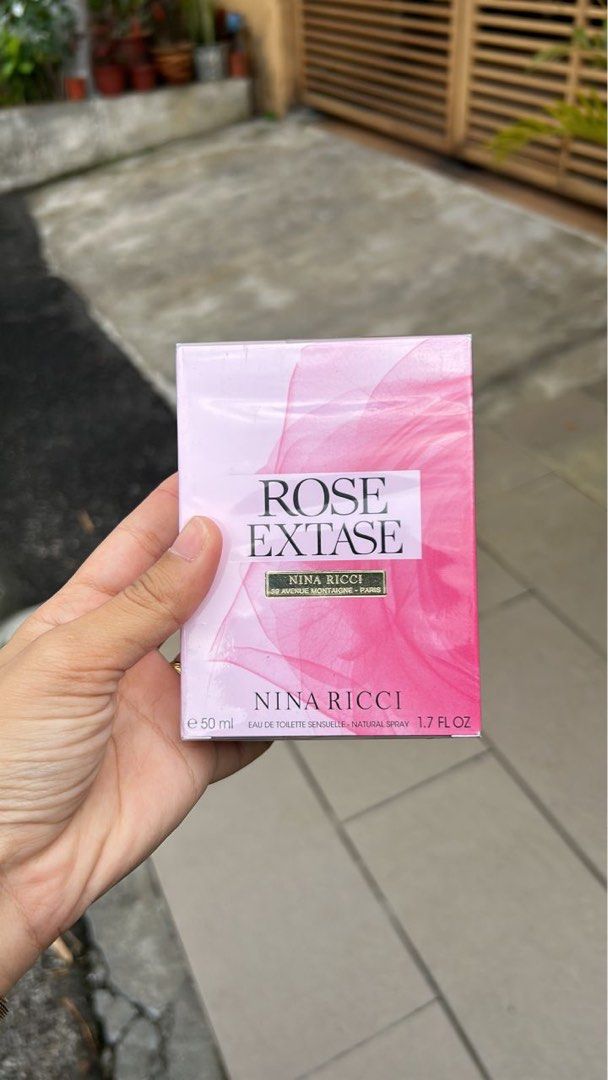 ROSE
EXTASE
NINA RICCI
39 AVENUE MONTAIGNE - PARIS
NINA RICCI
e 50 ml EAU DE TOILETTE SENSUELLE - NATURAL SPRAY 1.7 FL OZ